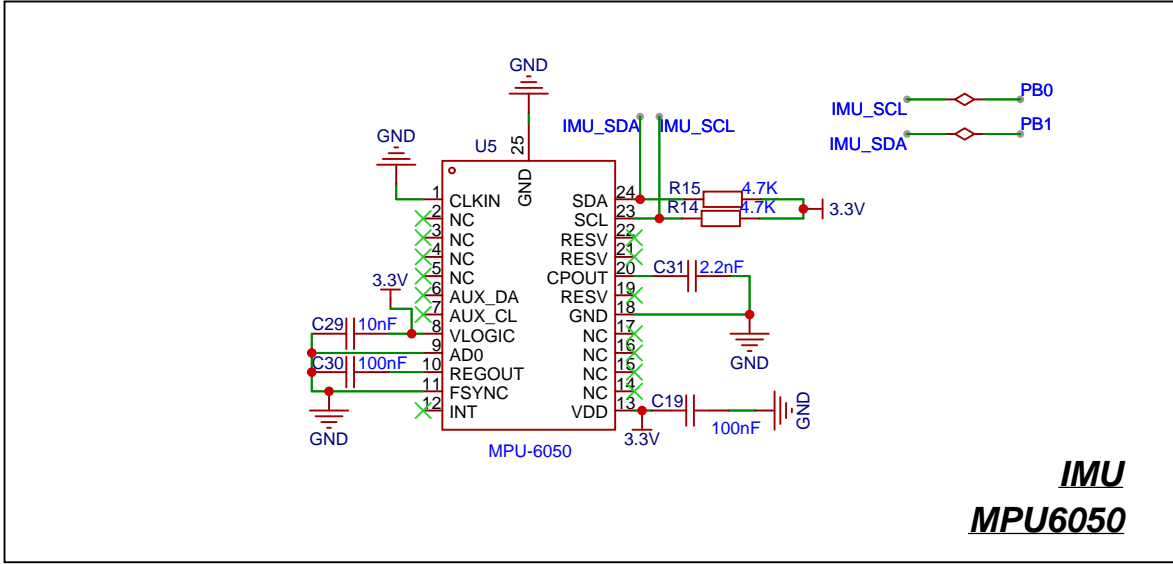 GND
IMU_SCL
PB0
IMU_SDA
PB1
IMU_SDA
IMU_SCL
GND
U5
25
GND
1
CLKIN
2
NC
3
NC
4
NC
5
NC
6
AUX_DA
7
AUX_CL
8
VLOGIC
9
AD0
10
REGOUT
11
FSYNC
12
INT
24
SDA
23
SCL
22
RESV
21
RESV
20
CPOUT
19
RESV
18
GND
17
NC
16
NC
15
NC
14
NC
13
VDD
R15
4.7K
R14
4.7K
3.3V
C31
2.2nF
GND
3.3V
C29
10nF
C30
100nF
GND
C19
100nF
GND
3.3V
MPU-6050
IMU
MPU6050